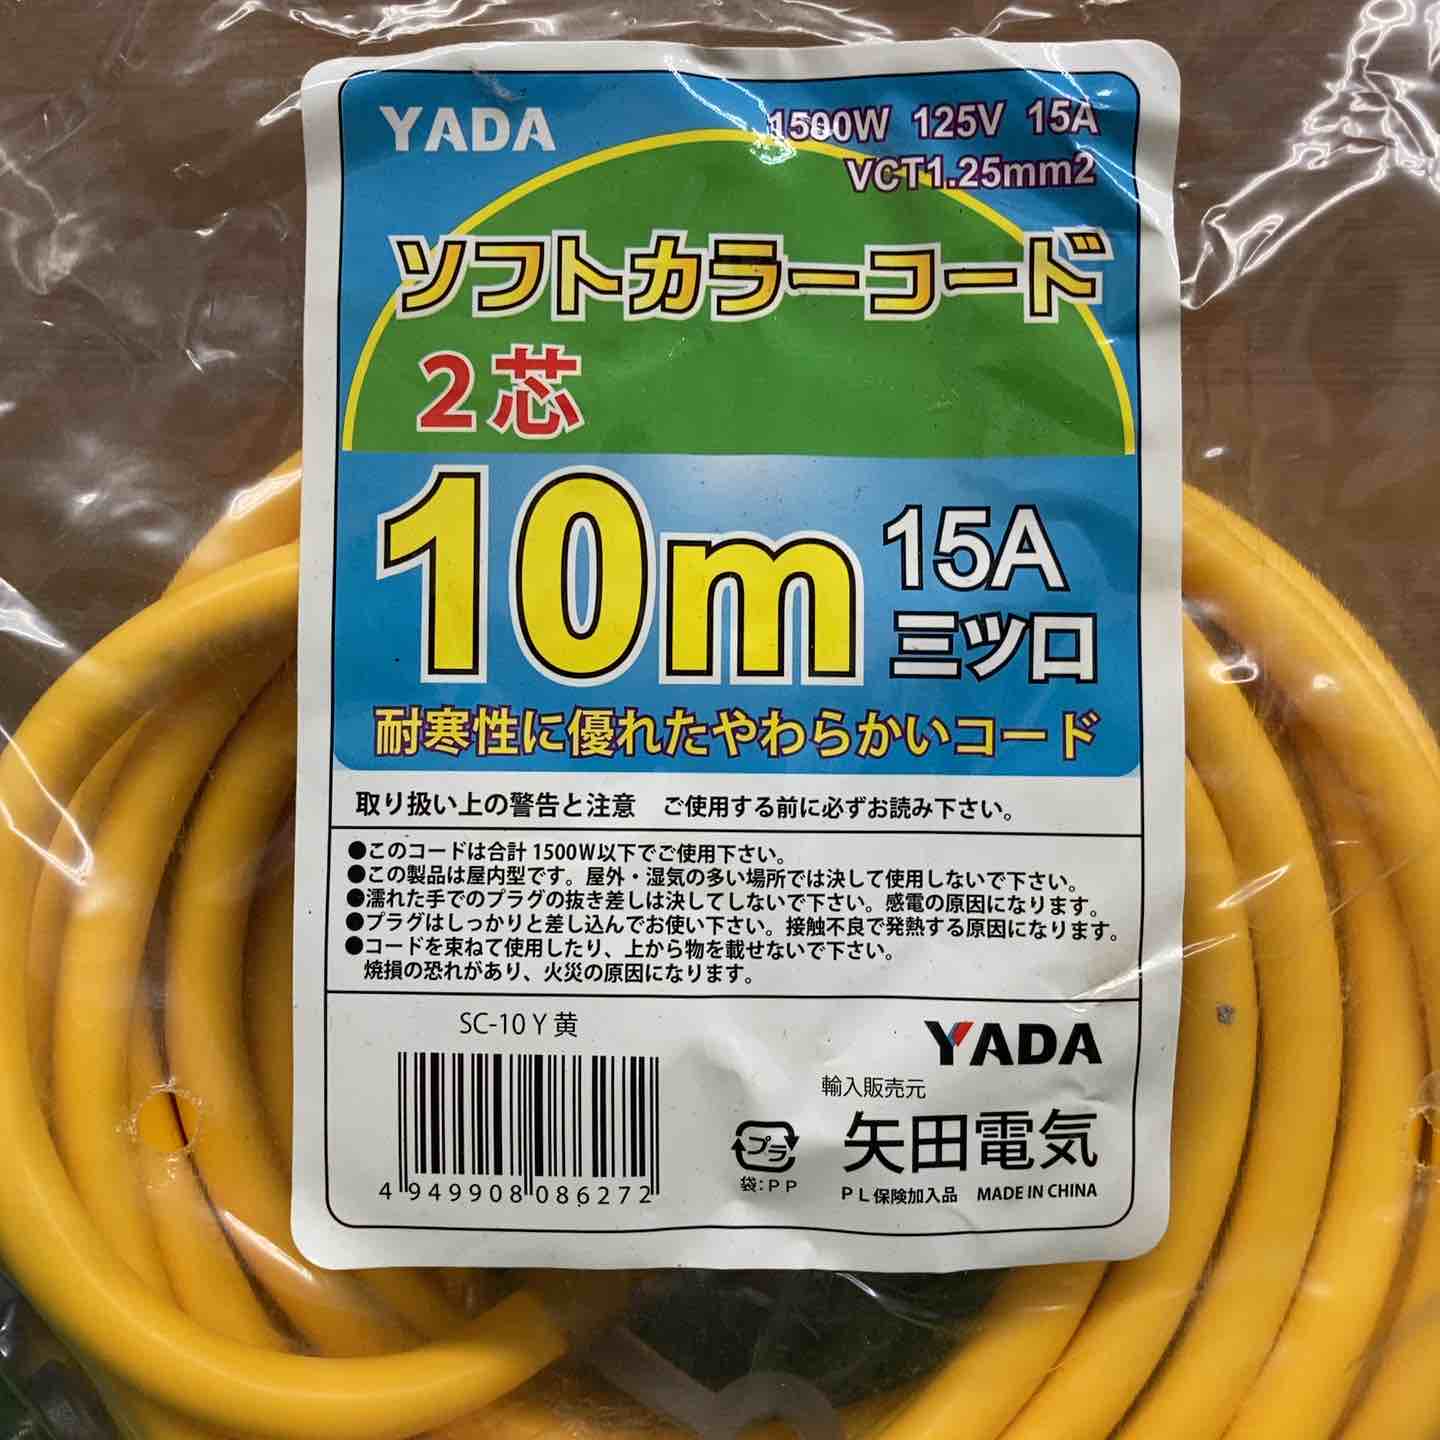 YADA
1500W 125V 15A
VCT1.25mm2
ソフトカラーコード
2芯
10m
15A
三ツ口
耐寒性に優れたやわらかいコード
取り扱い上の警告と注意 ご使用する前に必ずお読み下さい。
●このコードは合計1500W以下でご使用下さい。
●この製品は屋内型です。屋外・湿気の多い場所では決して使用しないで下さい。
●濡れた手でのプラグの抜き差しは決してしないで下さい。感電の原因になります。
●プラグはしっかりと差し込んでお使い下さい。接触不良で発熱する原因になります。
●コードを束ねて使用したり、上から物を載せないで下さい。
焼損の恐れがあり、火災の原因になります。
SC-10Y黄
4949908086272
プラ
袋:PP
YADA
輸入販売元
矢田電気
PL保険加入品 MADE IN CHINA